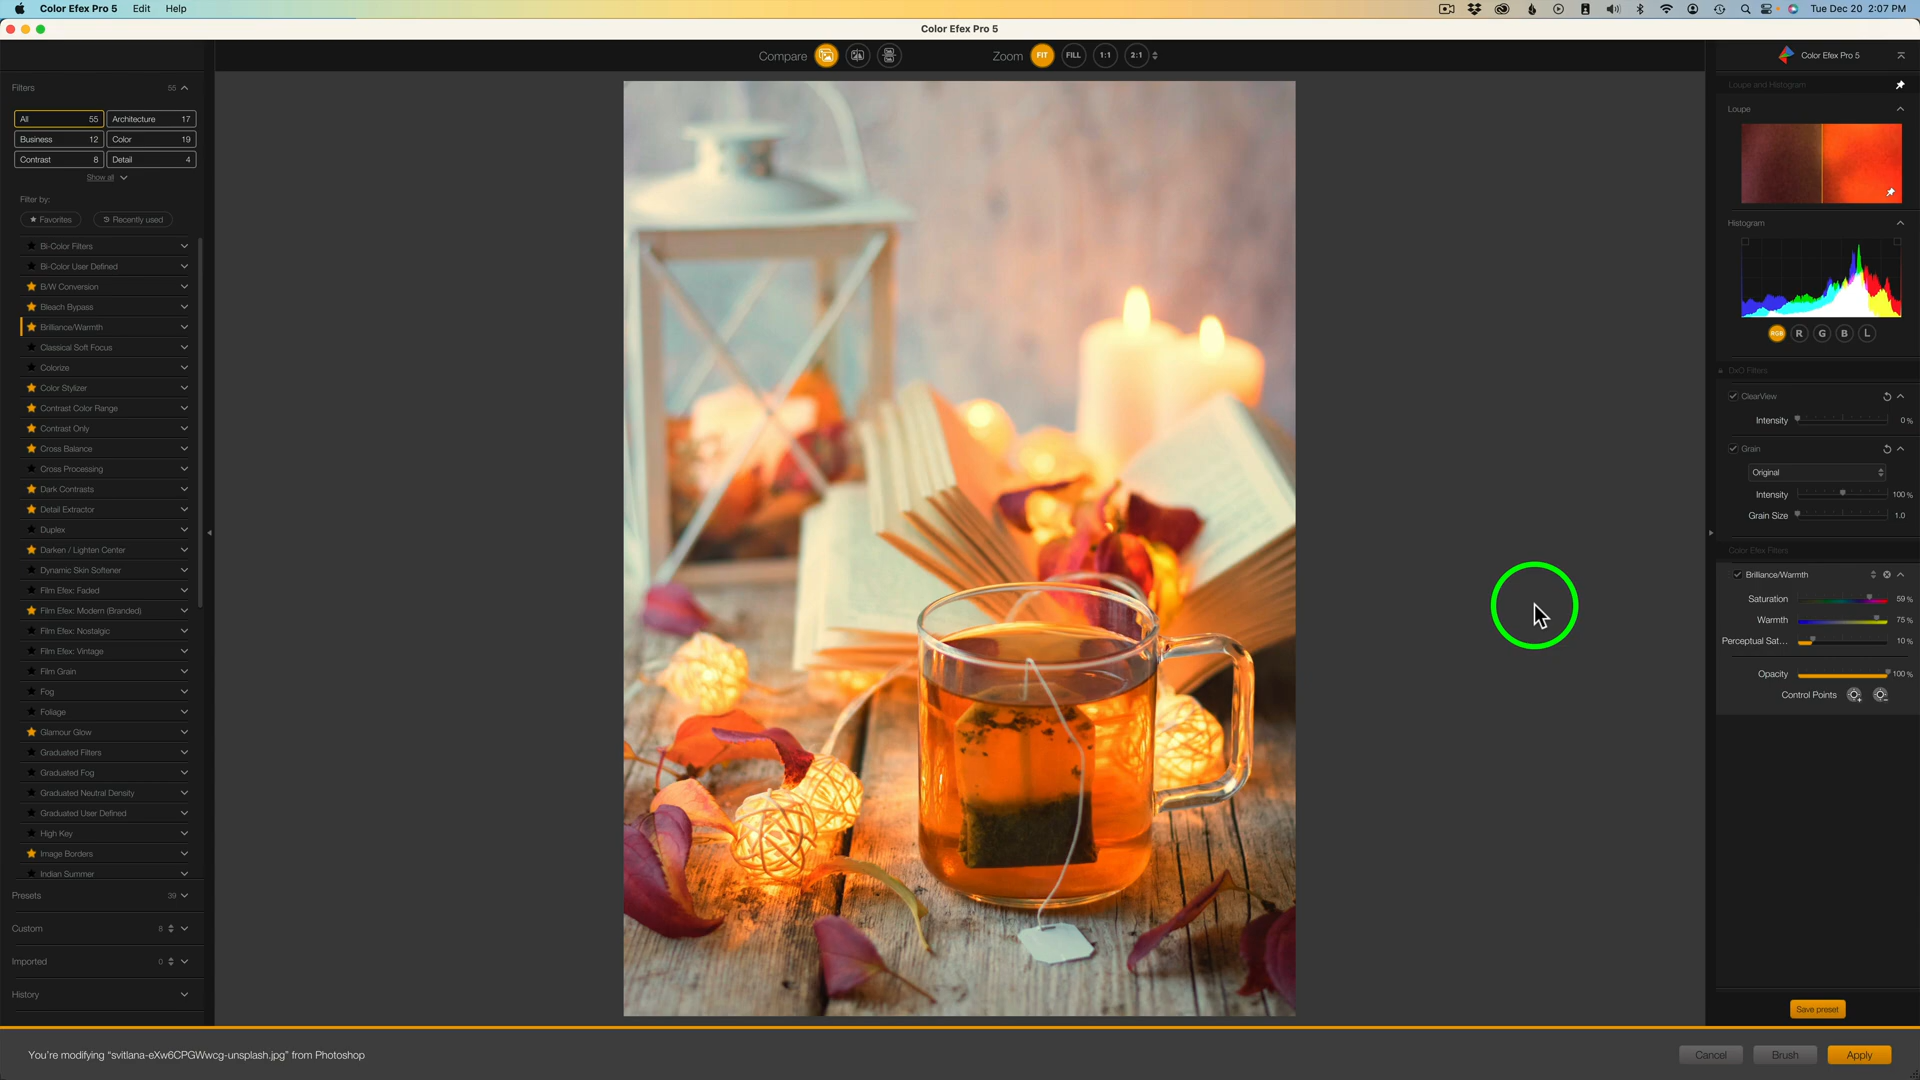 Color Efex Pro 5 Edit Help
Tue Dec 20 2:07 PM
Color Efex Pro 5
Compare
Zoom FIT FILL 1:1 2:1
Color Efex Pro 5
Filters 55
All 55 Architecture 17
Business 12 Color 19
Contrast 8 Detail 4
Show all
Filter by:
Favorites Recently used
Bi-Color Filters
Bi-Color User Defined
B/W Conversion
Bleach Bypass
Brilliance/Warmth
Classical Soft Focus
Colorize
Color Stylizer
Contrast Color Range
Contrast Only
Cross Balance
Cross Processing
Dark Contrasts
Detail Extractor
Duplex
Darken / Lighten Center
Dynamic Skin Softener
Film Efex: Faded
Film Efex: Modern (Branded)
Film Efex: Nostalgic
Film Efex: Vintage
Film Grain
Fog
Foliage
Glamour Glow
Graduated Filters
Graduated Fog
Graduated Neutral Density
Graduated User Defined
High Key
Image Borders
Indian Summer
Presets 39
Custom 8
Imported 0
History
Loupe and Histogram
Loupe
Histogram
RGB R G B L
DxO Filters
ClearView
Intensity 0 %
Grain
Original
Intensity 100 %
Grain Size 1.0
Color Efex Filters
Brilliance/Warmth
Saturation 59 %
Warmth 75 %
Perceptual Sat... 10 %
Opacity 100 %
Control Points
Save preset
You're modifying "svitlana-eXw6CPGWwcg-unsplash.jpg" from Photoshop
Cancel Brush Apply